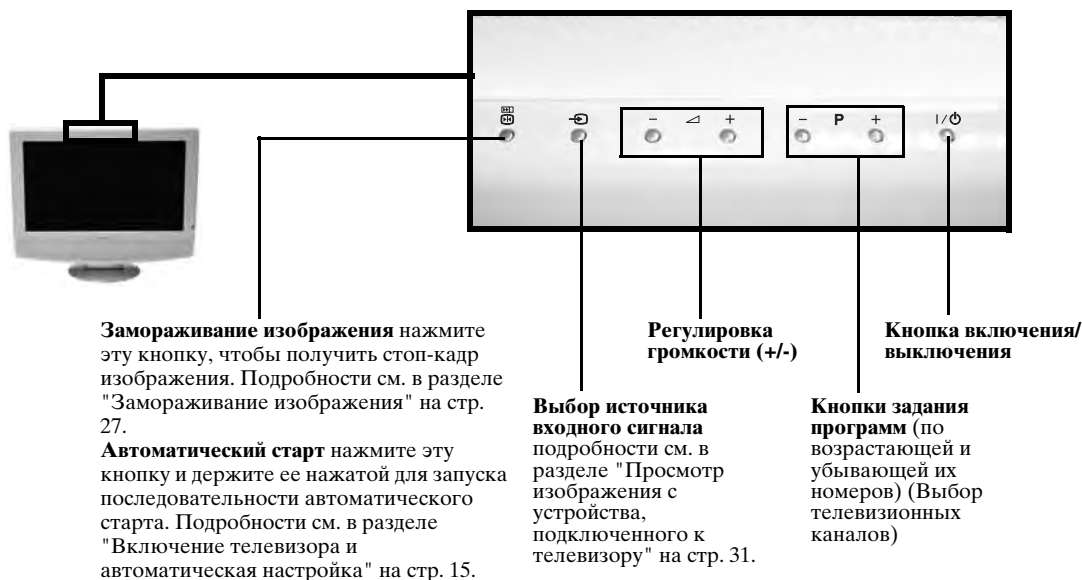 - +
- P +
Замораживание изображения нажмите
эту кнопку, чтобы получить стоп-кадр
изображения. Подробности см. в разделе
"Замораживание изображения" на стр.
27.
Автоматический старт нажмите эту
кнопку и держите ее нажатой для запуска
последовательности автоматического
старта. Подробности см. в разделе
"Включение телевизора и
автоматическая настройка" на стр. 15.
Выбор источника
входного сигнала
подробности см. в
разделе "Просмотр
изображения с
устройства,
подключенного к
телевизору" на стр. 31.
Регулировка
громкости (+/-)
Кнопки задания
программ (по
возрастающей и
убывающей их
номеров) (Выбор
телевизионных
каналов)
Кнопка включения/
выключения